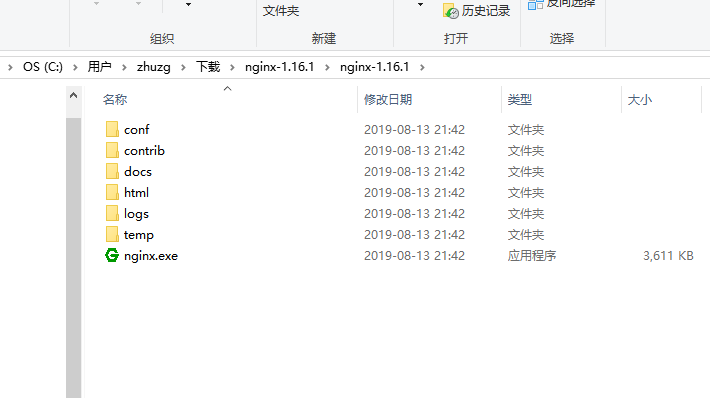 文件夹
历史记录
反向选择
组织
新建
打开
选择
OS (C:) 用户 zhuzg 下载 nginx-1.16.1 nginx-1.16.1
名称 修改日期 类型 大小
conf 2019-08-13 21:42 文件夹
contrib 2019-08-13 21:42 文件夹
docs 2019-08-13 21:42 文件夹
html 2019-08-13 21:42 文件夹
logs 2019-08-13 21:42 文件夹
temp 2019-08-13 21:42 文件夹
nginx.exe 2019-08-13 21:42 应用程序 3,611 KB